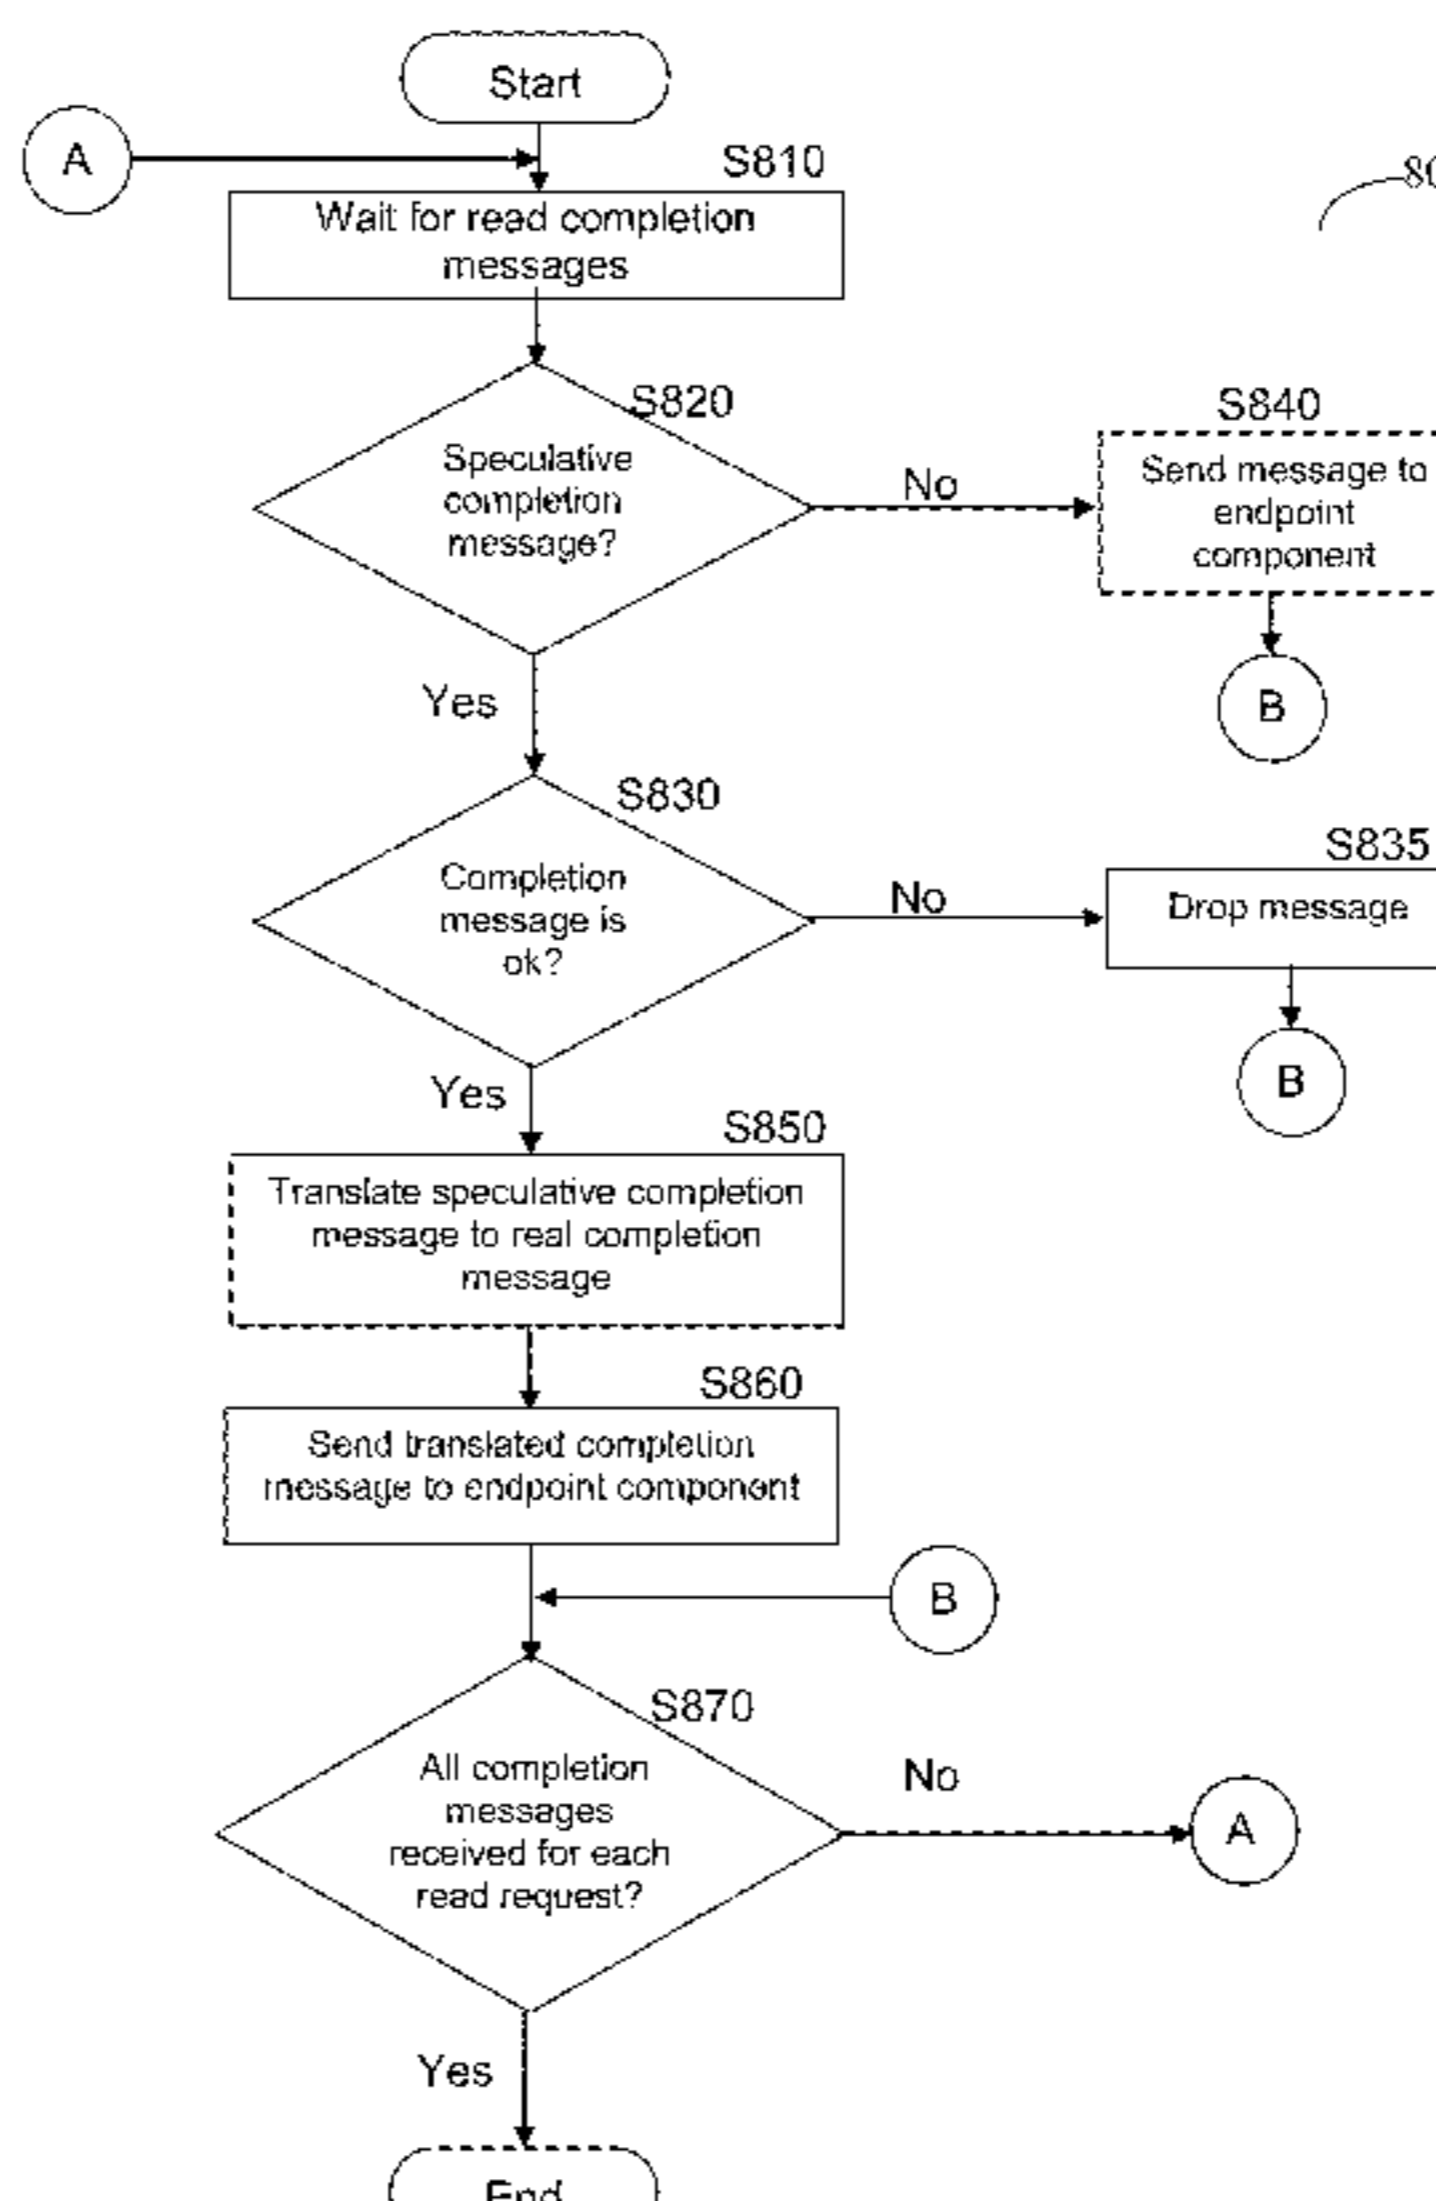 Start
A
S810
80
Wait for read completion
messages
S820
Speculative
completion
message?
No
S840
Send message to
endpoint
component
B
Yes
S830
Completion
message is
ok?
No
S835
Drop message
B
Yes
S850
Translate speculative completion
message to real completion
message
S860
Send translated completion
message to endpoint component
B
S870
All completion
messages
received for each
read request?
No
A
Yes
End